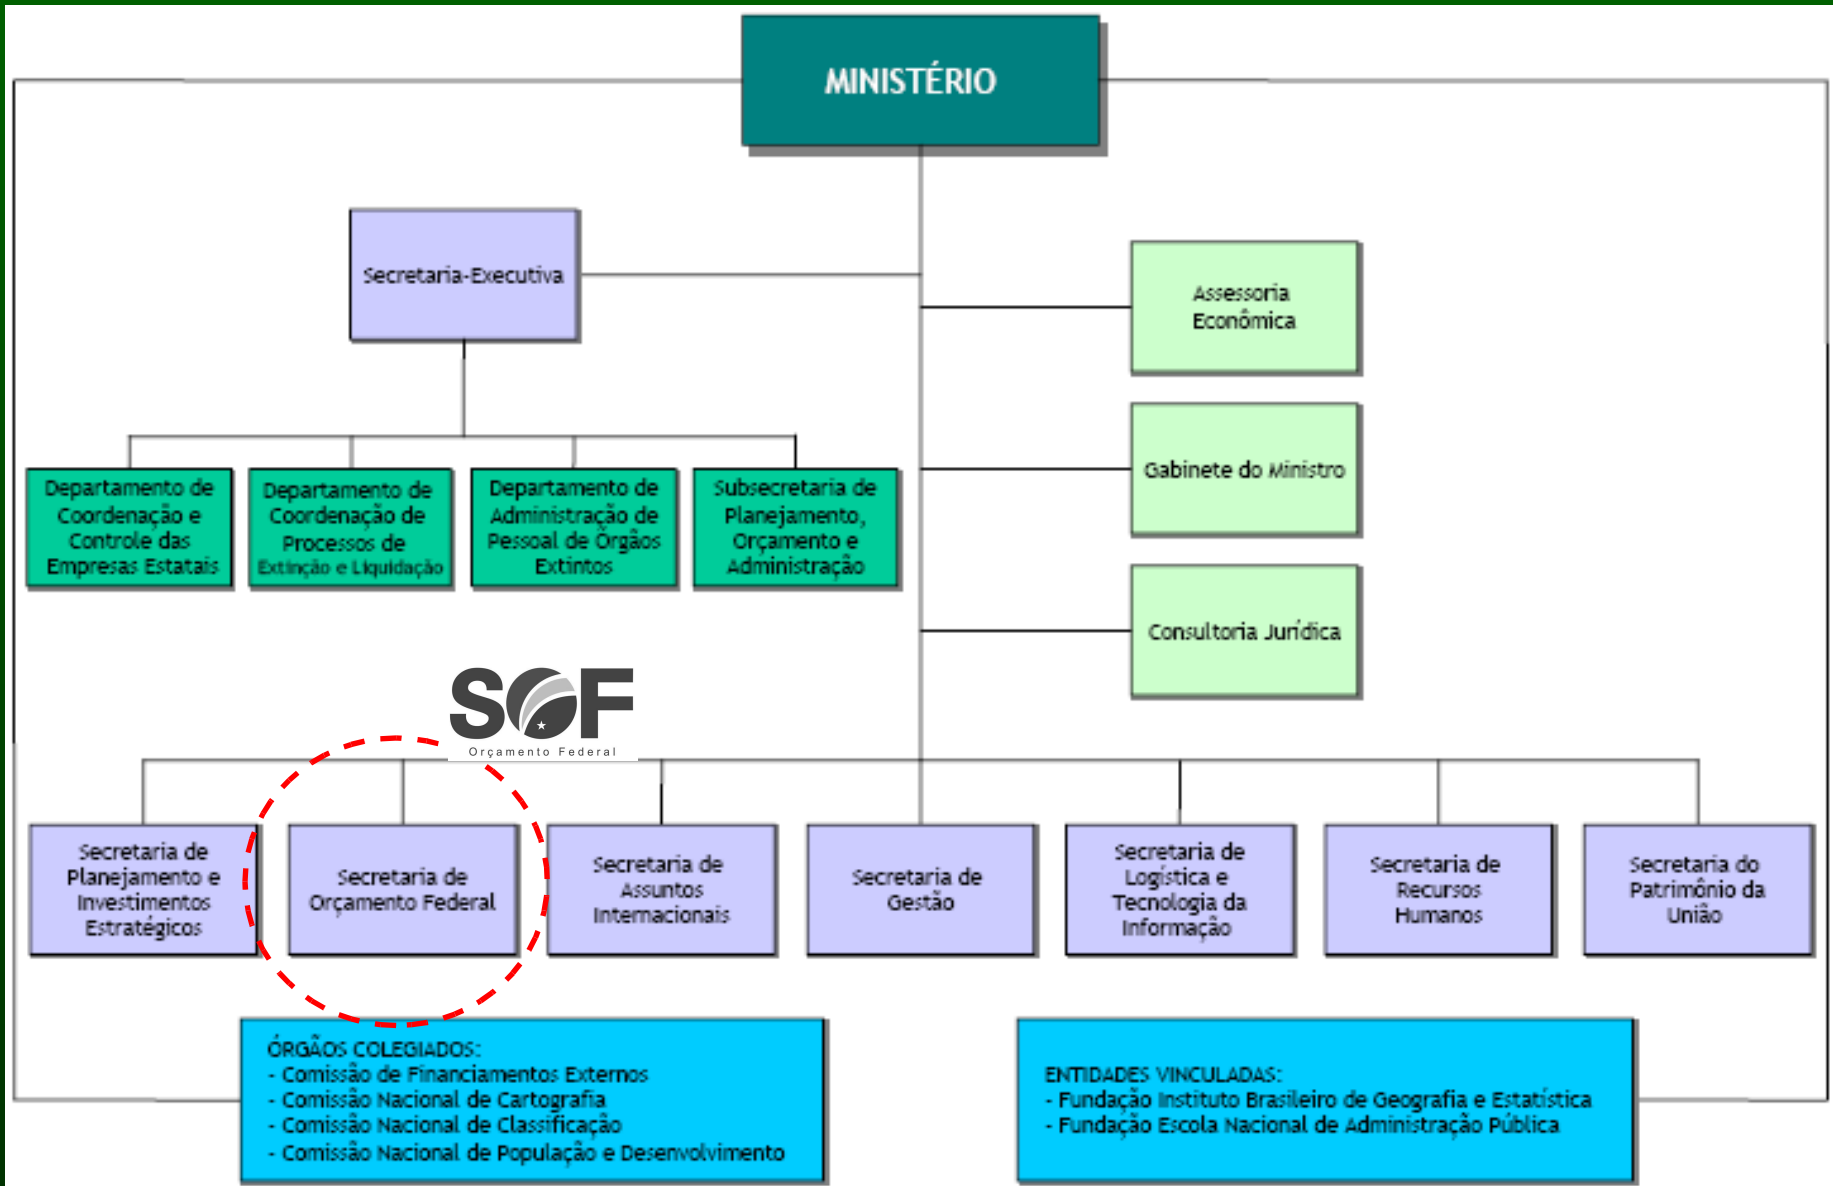 MINISTÉRIO
Secretaria-Executiva
Assessoria
Econômica
Gabinete do Ministro
Departamento de
Coordenação e
Controle das
Empresas Estatais
Departamento de
Coordenação de
Processos de
Extinção e Liquidação
Departamento de
Administração de
Pessoal de Órgãos
Extintos
Subsecretaria de
Planejamento,
Orçamento e
Administração
Consultoria Jurídica
SOF
Orçamento Federal
Secretaria de
Planejamento e
Investimentos
Estratégicos
Secretaria de
Orçamento Federal
Secretaria de
Assuntos
Internacionais
Secretaria de
Gestão
Secretaria de
Logística e
Tecnologia da
Informação
Secretaria de
Recursos
Humanos
Secretaria do
Patrimônio da
União
ÓRGÃOS COLEGIADOS:
- Comissão de Financiamentos Externos
- Comissão Nacional de Cartografia
- Comissão Nacional de Classificação
- Comissão Nacional de População e Desenvolvimento
ENTIDADES VINCULADAS:
- Fundação Instituto Brasileiro de Geografia e Estatística
- Fundação Escola Nacional de Administração Pública